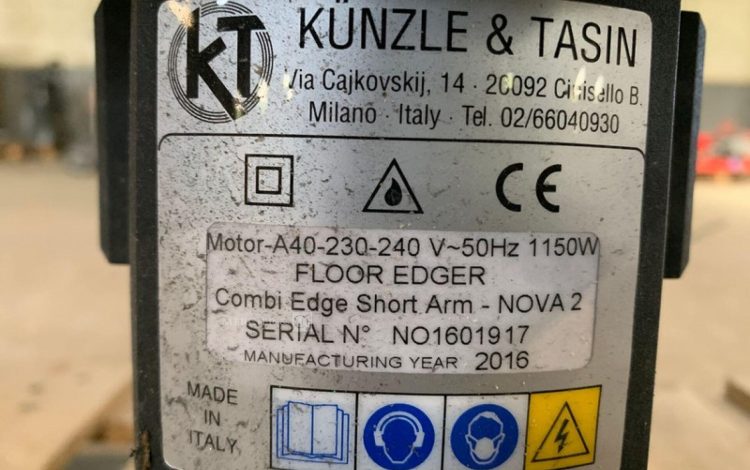 KT
KÜNZLE & TASIN
Via Cajkovskij, 14 - 20092 Cinisello B.
Milano - Italy - Tel. 02/66040930
CE
Motor-A40-230-240 V~50Hz 1150W
FLOOR EDGER
Combi Edge Short Arm - NOVA 2
SERIAL N° NO1601917
MANUFACTURING YEAR 2016
MADE
IN
ITALY